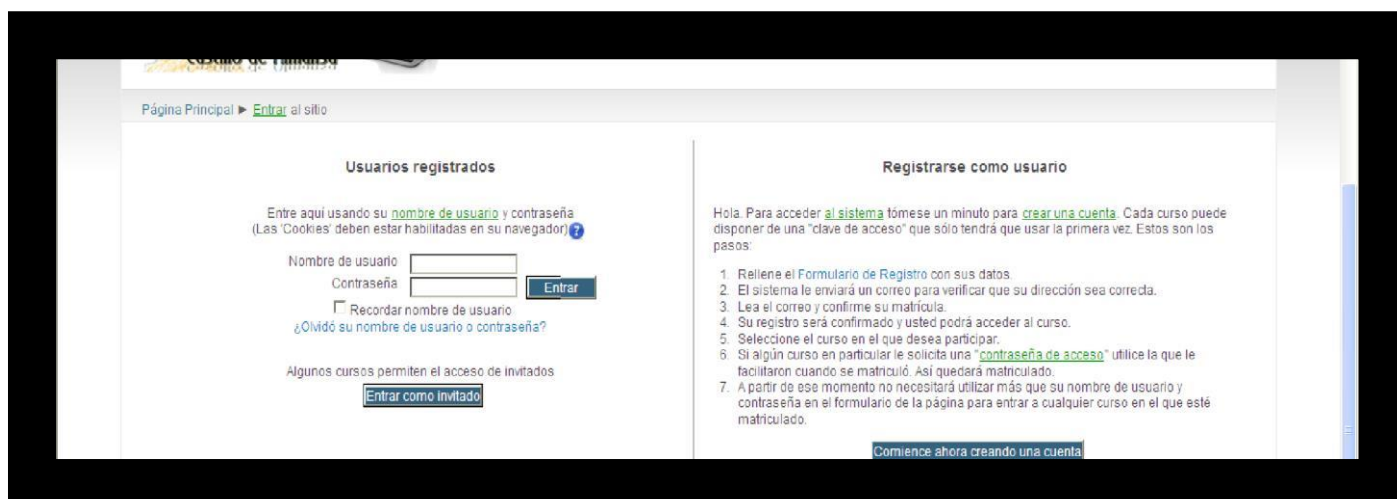 Página Principal ► Entrar al sitio
Usuarios registrados
Entre aquí usando su nombre de usuario y contraseña
(Las 'Cookies' deben estar habilitadas en su navegador)?
Nombre de usuario
Contraseña
Entrar
Recordar nombre de usuario
¿Olvidó su nombre de usuario o contraseña?
Algunos cursos permiten el acceso de invitados
Entrar como invitado
Registrarse como usuario
Hola. Para acceder al sistema tómese un minuto para crear una cuenta. Cada curso puede
disponer de una "clave de acceso" que sólo tendrá que usar la primera vez. Estos son los
pasos:
1. Rellene el Formulario de Registro con sus datos.
2. El sistema le enviará un correo para verificar que su dirección sea correcta.
3. Lea el correo y confirme su matrícula.
4. Su registro será confirmado y usted podrá acceder al curso.
5. Seleccione el curso en el que desea participar.
6. Si algún curso en particular le solicita una "contraseña de acceso" utilice la que le
facilitaron cuando se matriculó. Así quedará matriculado.
7. A partir de ese momento no necesitará utilizar más que su nombre de usuario y
contraseña en el formulario de la página para entrar a cualquier curso en el que esté
matriculado.
Comience ahora creando una cuenta